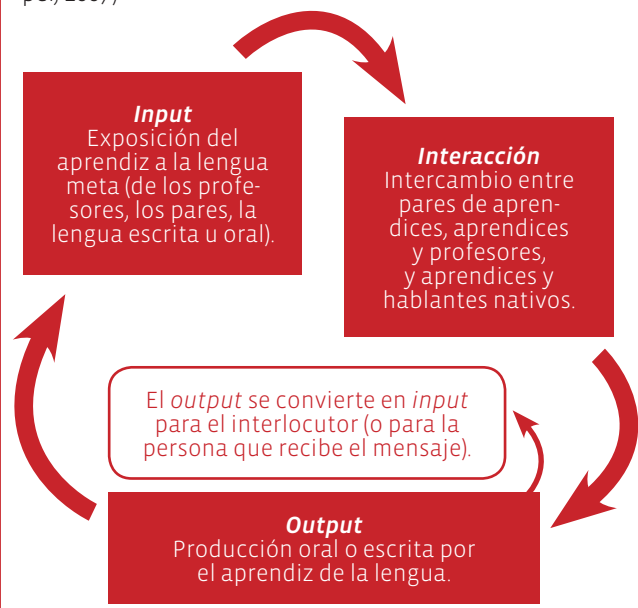 Input
Exposición del
aprendiz a la lengua
meta (de los profe-
sores, los pares, la
lengua escrita u oral).
Interacción
Intercambio entre
pares de apren-
dices, aprendices
y profesores,
y aprendices y
hablantes nativos.
El output se convierte en input
para el interlocutor (o para la
persona que recibe el mensaje).
Output
Producción oral o escrita por
el aprendiz de la lengua.